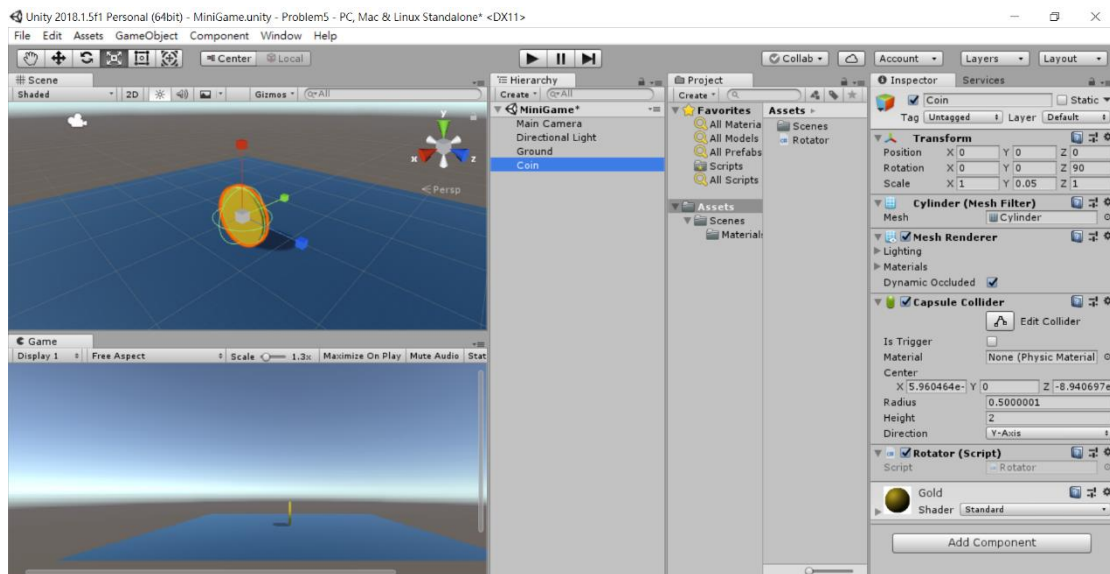 Unity 2018.1.5f1 Personal (64bit) - MiniGame.unity - Problem5 - PC, Mac & Linux Standalone* <DX11>
File Edit Assets GameObject Component Window Help
Center Local
Collab
Account
Layers
Layout
Scene
Shaded 2D Gizmos All
y
x z
Persp
Game
Display 1 Free Aspect Scale 1.3x Maximize On Play Mute Audio Stat
Hierarchy
Create All
MiniGame*
Main Camera
Directional Light
Ground
Coin
Project
Create
Favorites
All Materia
All Models
All Prefabs
Scripts
All Scripts
Assets
Scenes
Material
Assets
Scenes
Rotator
Inspector Services
Coin Static
Tag Untagged Layer Default
Transform
Position X 0 Y 0 Z 0
Rotation X 0 Y 0 Z 90
Scale X 1 Y 0.05 Z 1
Cylinder (Mesh Filter)
Mesh Cylinder
Mesh Renderer
Lighting
Materials
Dynamic Occluded
Capsule Collider
Edit Collider
Is Trigger
Material None (Physic Material)
Center
X 5.960464e- Y 0 Z -8.940697e
Radius 0.5000001
Height 2
Direction Y-Axis
Rotator (Script)
Script Rotator
Gold
Shader Standard
Add Component